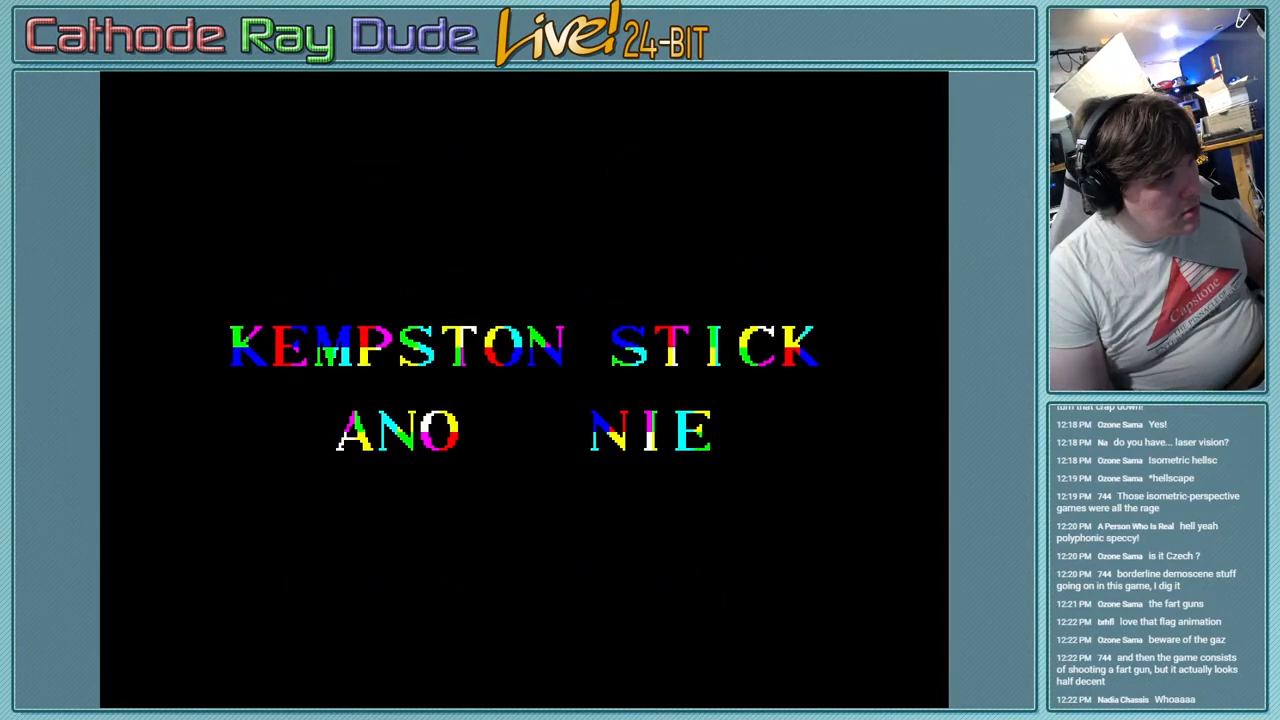 Cathode Ray Dude Live! 24-BIT
KEMPSTON STICK
ANO NIE
Capstone
turn that crap down!
12:18 PM Ozone Sama Yes!
12:18 PM Na do you have... laser vision?
12:18 PM Ozone Sama Isometric hellsc
12:19 PM Ozone Sama *hellscape
12:19 PM 744 Those isometric-perspective
games were all the rage
12:20 PM A Person Who Is Real hell yeah
polyphonic speccy!
12:20 PM Ozone Sama is it Czech ?
12:20 PM 744 borderline demoscene stuff
going on in this game, I dig it
12:21 PM Ozone Sama the fart guns
12:22 PM love that flag animation
12:22 PM Ozone Sama beware of the gaz
12:22 PM 744 and then the game consists
of shooting a fart gun, but it actually looks
half decent
12:22 PM Nadia Chassis Whoaaaa